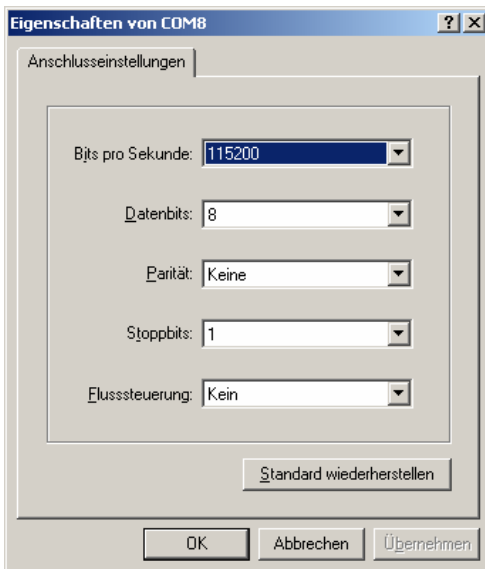 Eigenschaften von COM8
Anschlusseinstellungen
Bits pro Sekunde: 115200
Datenbits: 8
Parität: Keine
Stoppbits: 1
Flusssteuerung: Kein
Standard wiederherstellen
OK Abbrechen Übernehmen